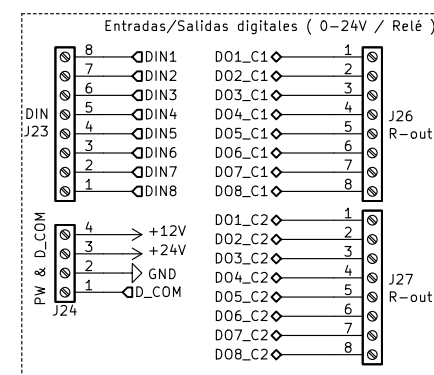 Entradas/Salidas digitales ( 0-24V / Relé )
DIN
J23
8 DIN1
7 DIN2
6 DIN3
5 DIN4
4 DIN5
3 DIN6
2 DIN7
1 DIN8
PW & D_COM
J24
4 +12V
3 +24V
2 GND
1 D_COM
DO1_C1 1
DO2_C1 2
DO3_C1 3
DO4_C1 4
DO5_C1 5
DO6_C1 6
DO7_C1 7
DO8_C1 8
J26
R-out
DO1_C2 1
DO2_C2 2
DO3_C2 3
DO4_C2 4
DO5_C2 5
DO6_C2 6
DO7_C2 7
DO8_C2 8
J27
R-out